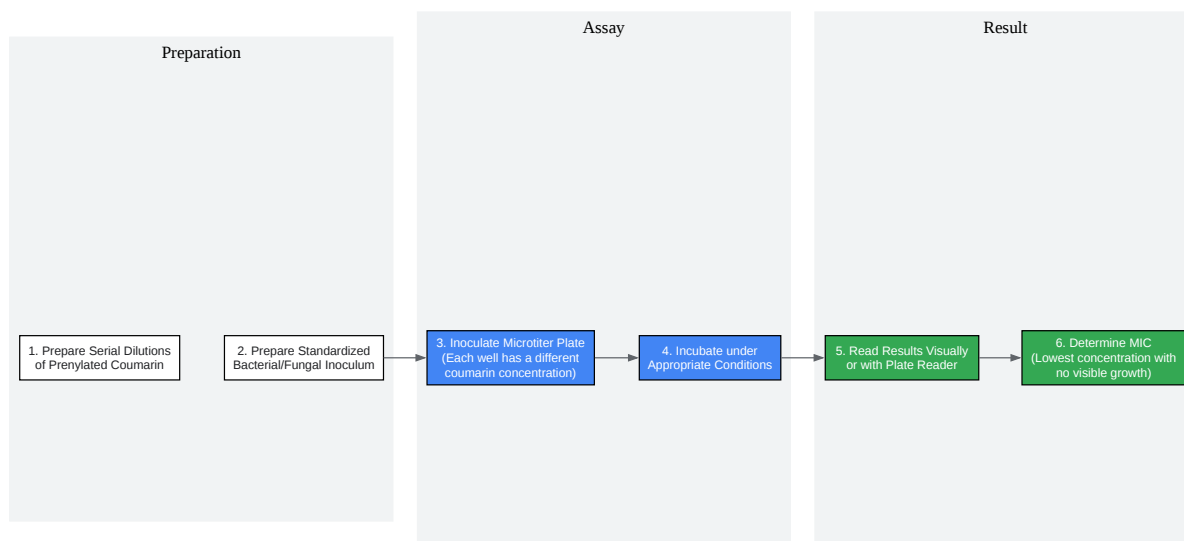 Preparation
1. Prepare Serial Dilutions
of Prenylated Coumarin
2. Prepare Standardized
Bacterial/Fungal Inoculum
Assay
3. Inoculate Microtiter Plate
(Each well has a different
coumarin concentration)
4. Incubate under
Appropriate Conditions
Result
5. Read Results Visually
or with Plate Reader
6. Determine MIC
(Lowest concentration with
no visible growth)